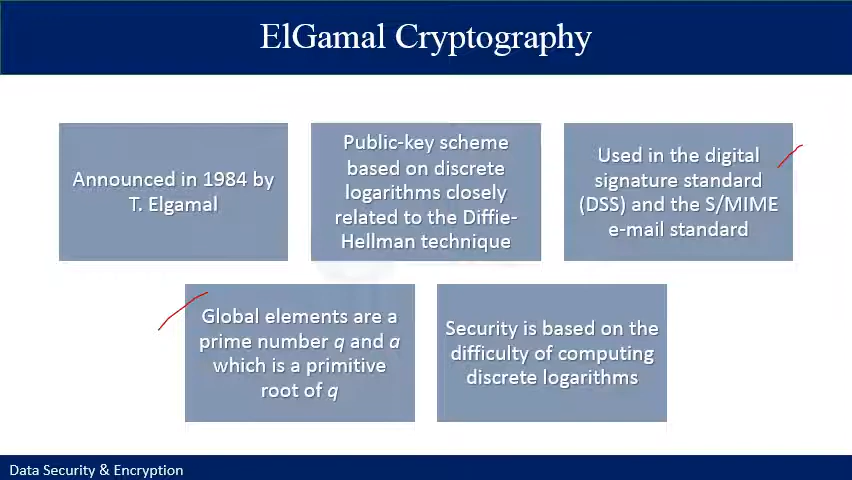 ElGamal Cryptography
Announced in 1984 by
T. Elgamal
Public-key scheme
based on discrete
logarithms closely
related to the Diffie-
Hellman technique
Used in the digital
signature standard
(DSS) and the S/MIME
e-mail standard
Global elements are a
prime number q and a
which is a primitive
root of q
Security is based on the
difficulty of computing
discrete logarithms
Data Security & Encryption